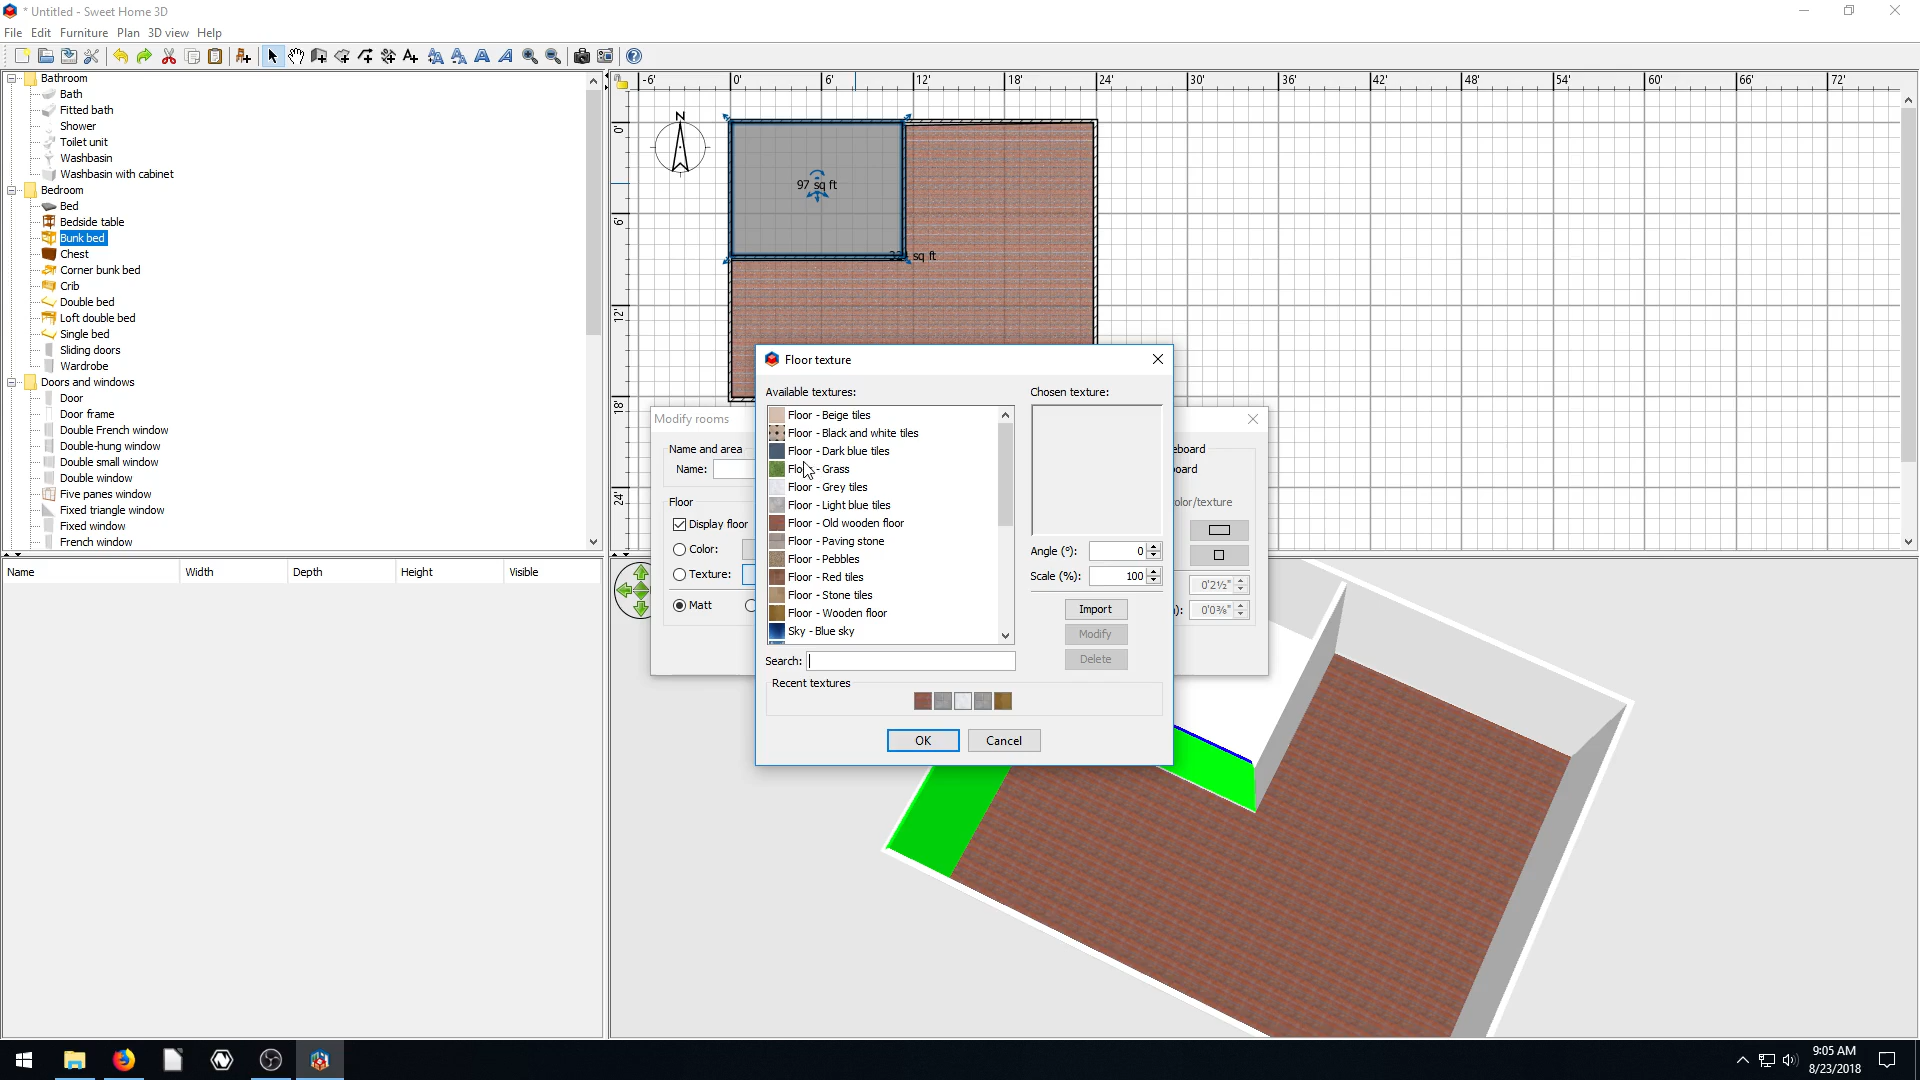 * Untitled - Sweet Home 3D
File Edit Furniture Plan 3D view Help
Bathroom
Bath
Fitted bath
Shower
Toilet unit
Washbasin
Washbasin with cabinet
Bedroom
Bed
Bedside table
Bunk bed
Chest
Corner bunk bed
Crib
Double bed
Loft double bed
Single bed
Sliding doors
Wardrobe
Doors and windows
Door
Door frame
Double French window
Double-hung window
Double small window
Double window
Five panes window
Fixed triangle window
Fixed window
French window
Name Width Depth Height Visible
-6' 0' 6' 12' 18' 24' 30' 36' 42' 48' 54' 60' 66' 72'
0'
6'
12'
18'
24'
N
97 sq ft
sq ft
Modify rooms
Name and area
Name:
Floor
Display floor
Color:
Texture:
Matt
eboard
oard
olor/texture
0'2½"
0'0⅜"
Floor texture
Available textures:
Floor - Beige tiles
Floor - Black and white tiles
Floor - Dark blue tiles
Floor - Grass
Floor - Grey tiles
Floor - Light blue tiles
Floor - Old wooden floor
Floor - Paving stone
Floor - Pebbles
Floor - Red tiles
Floor - Stone tiles
Floor - Wooden floor
Sky - Blue sky
Search:
Chosen texture:
Angle (°): 0
Scale (%): 100
Import
Modify
Delete
Recent textures
OK Cancel
9:05 AM
8/23/2018